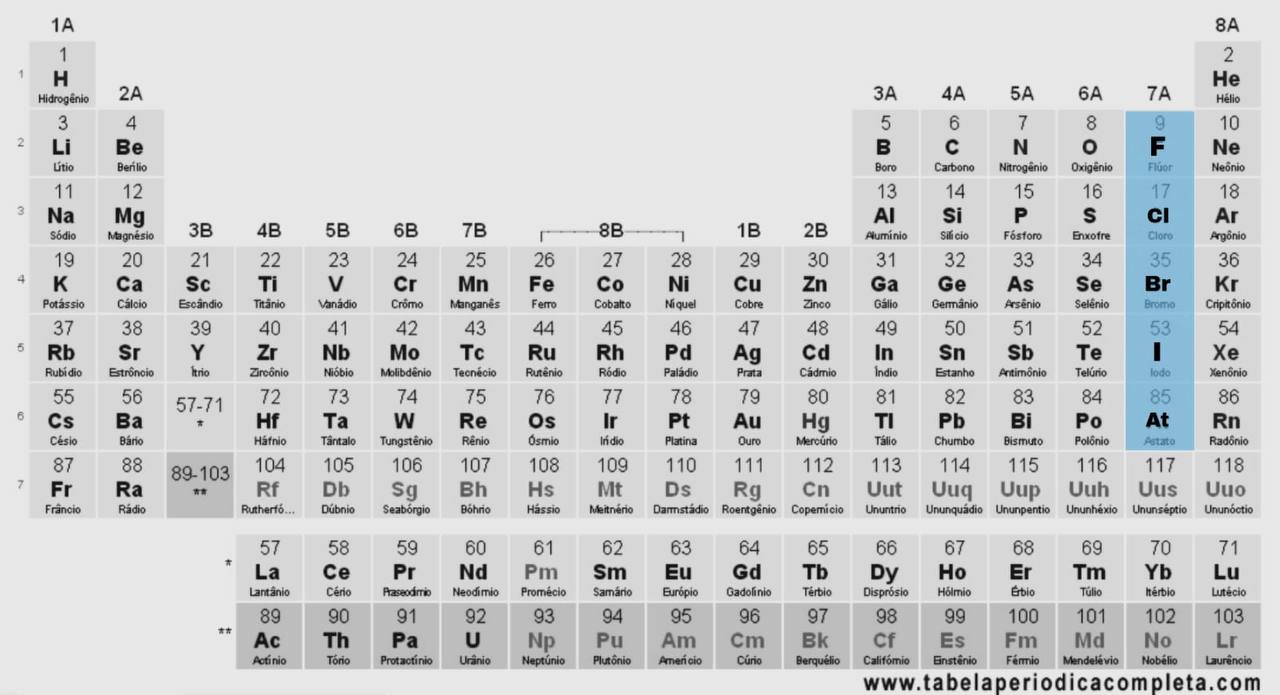 1A 8A
1 2
1 H He
Hidrogênio 2A 3A 4A 5A 6A 7A Hélio
3 4 5 6 7 8 9 10
2 Li Be B C N O F Ne
Lítio Berílio Boro Carbono Nitrogênio Oxigênio Flúor Neônio
11 12 13 14 15 16 17 18
3 Na Mg Al Si P S Cl Ar
Sódio Magnésio 3B 4B 5B 6B 7B 8B 1B 2B Alumínio Silício Fósforo Enxofre Cloro Argônio
19 20 21 22 23 24 25 26 27 28 29 30 31 32 33 34 35 36
4 K Ca Sc Ti V Cr Mn Fe Co Ni Cu Zn Ga Ge As Se Br Kr
Potássio Cálcio Escândio Titânio Vanádio Crômo Manganês Ferro Cobalto Níquel Cobre Zinco Gálio Germânio Arsênio Selênio Bromo Criptônio
37 38 39 40 41 42 43 44 45 46 47 48 49 50 51 52 53 54
5 Rb Sr Y Zr Nb Mo Tc Ru Rh Pd Ag Cd In Sn Sb Te I Xe
Rubídio Estrôncio Ítrio Zircônio Nióbio Molibdênio Tecnécio Rutênio Ródio Paládio Prata Cádmio Índio Estanho Antimônio Telúrio Iodo Xenônio
55 56 57-71 72 73 74 75 76 77 78 79 80 81 82 83 84 85 86
6 Cs Ba * Hf Ta W Re Os Ir Pt Au Hg Tl Pb Bi Po At Rn
Césio Bário Háfnio Tântalo Tungstênio Rênio Ósmio Irídio Platina Ouro Mercúrio Tálio Chumbo Bismuto Polônio Astato Radônio
87 88 89-103 104 105 106 107 108 109 110 111 112 113 114 115 116 117 118
7 Fr Ra ** Rf Db Sg Bh Hs Mt Ds Rg Cn Uut Uuq Uup Uuh Uus Uuo
Frâncio Rádio Rutherfó... Dúbnio Seabórgio Bóhrio Hássio Meitnério Darmstádio Roentgênio Copernício Ununtrio Ununquádio Ununpentio Ununhéxio Ununséptio Ununóctio
57 58 59 60 61 62 63 64 65 66 67 68 69 70 71
* La Ce Pr Nd Pm Sm Eu Gd Tb Dy Ho Er Tm Yb Lu
Lantânio Cério Praseodímio Neodímio Promécio Samário Európio Gadolínio Térbio Disprósio Hólmio Érbio Túlio Itérbio Lutécio
89 90 91 92 93 94 95 96 97 98 99 100 101 102 103
** Ac Th Pa U Np Pu Am Cm Bk Cf Es Fm Md No Lr
Actínio Tório Protactínio Urânio Neptúnio Plutônio Amerício Cúrio Berquélio Califórnio Einstênio Férmio Mendelévio Nobélio Laurêncio
www.tabelaperiodicacompleta.com